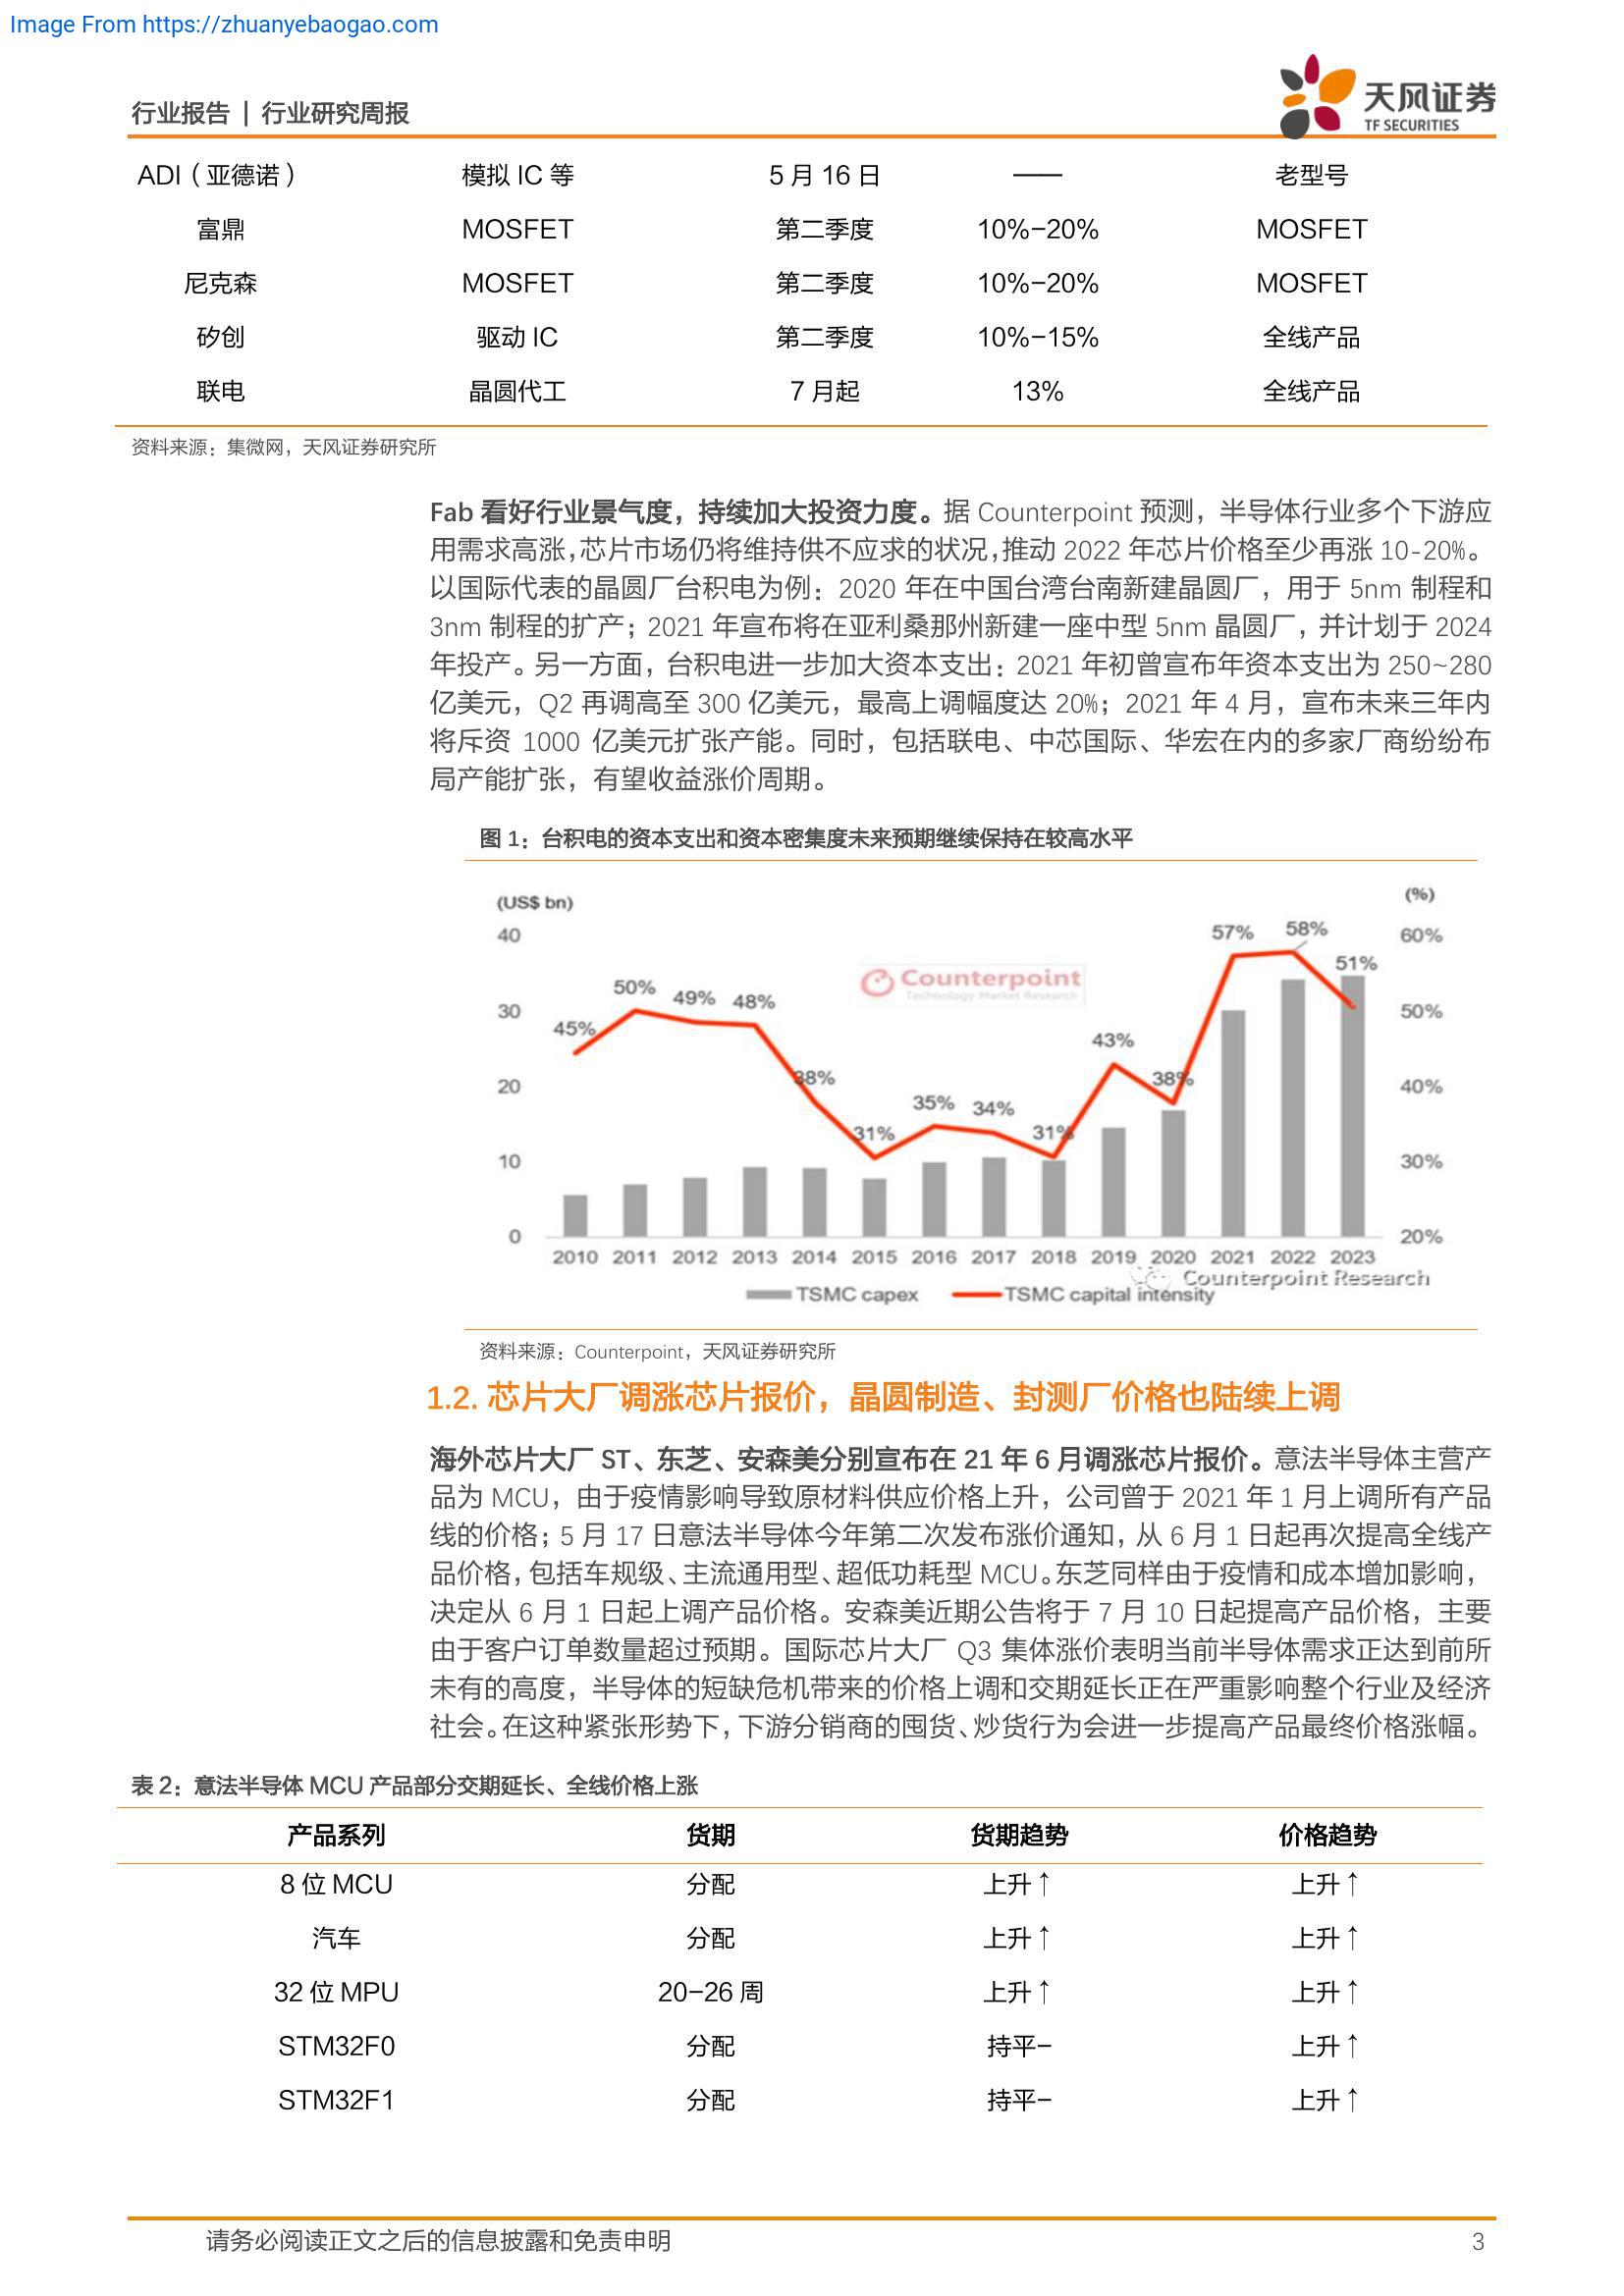 Image From https://zhuanyebaogao.com
行业报告 | 行业研究周报
天风证券
TF SECURITIES
ADI（亚德诺） 模拟 IC 等 5 月 16 日 —— 老型号
富鼎 MOSFET 第二季度 10%-20% MOSFET
尼克森 MOSFET 第二季度 10%-20% MOSFET
矽创 驱动 IC 第二季度 10%-15% 全线产品
联电 晶圆代工 7 月起 13% 全线产品
资料来源：集微网，天风证券研究所
Fab 看好行业景气度，持续加大投资力度。据 Counterpoint 预测，半导体行业多个下游应
用需求高涨，芯片市场仍将维持供不应求的状况，推动 2022 年芯片价格至少再涨 10-20%。
以国际代表的晶圆厂台积电为例：2020 年在中国台湾台南新建晶圆厂，用于 5nm 制程和
3nm 制程的扩产；2021 年宣布将在亚利桑那州新建一座中型 5nm 晶圆厂，并计划于 2024
年投产。另一方面，台积电进一步加大资本支出：2021 年初曾宣布年资本支出为 250~280
亿美元，Q2 再调高至 300 亿美元，最高上调幅度达 20%；2021 年 4 月，宣布未来三年内
将斥资 1000 亿美元扩张产能。同时，包括联电、中芯国际、华宏在内的多家厂商纷纷布
局产能扩张，有望收益涨价周期。
图 1：台积电的资本支出和资本密集度未来预期继续保持在较高水平
(US$ bn) (%)
40 57% 58% 60%
Counterpoint 51%
Technology Market Research
50% 49% 48%
30 45% 50%
43%
20 38% 38% 40%
35% 34%
31% 31%
10 30%
0 20%
2010 2011 2012 2013 2014 2015 2016 2017 2018 2019 2020 2021 2022 2023
Counterpoint Research
TSMC capex TSMC capital intensity
资料来源：Counterpoint，天风证券研究所
1.2. 芯片大厂调涨芯片报价，晶圆制造、封测厂价格也陆续上调
海外芯片大厂 ST、东芝、安森美分别宣布在 21 年 6 月调涨芯片报价。意法半导体主营产
品为 MCU，由于疫情影响导致原材料供应价格上升，公司曾于 2021 年 1 月上调所有产品
线的价格；5 月 17 日意法半导体今年第二次发布涨价通知，从 6 月 1 日起再次提高全线产
品价格，包括车规级、主流通用型、超低功耗型 MCU。东芝同样由于疫情和成本增加影响，
决定从 6 月 1 日起上调产品价格。安森美近期公告将于 7 月 10 日起提高产品价格，主要
由于客户订单数量超过预期。国际芯片大厂 Q3 集体涨价表明当前半导体需求正达到前所
未有的高度，半导体的短缺危机带来的价格上调和交期延长正在严重影响整个行业及经济
社会。在这种紧张形势下，下游分销商的囤货、炒货行为会进一步提高产品最终价格涨幅。
表 2：意法半导体 MCU 产品部分交期延长、全线价格上涨
产品系列 货期 货期趋势 价格趋势
8 位 MCU 分配 上升↑ 上升↑
汽车 分配 上升↑ 上升↑
32 位 MPU 20-26 周 上升↑ 上升↑
STM32F0 分配 持平- 上升↑
STM32F1 分配 持平- 上升↑
请务必阅读正文之后的信息披露和免责申明 3